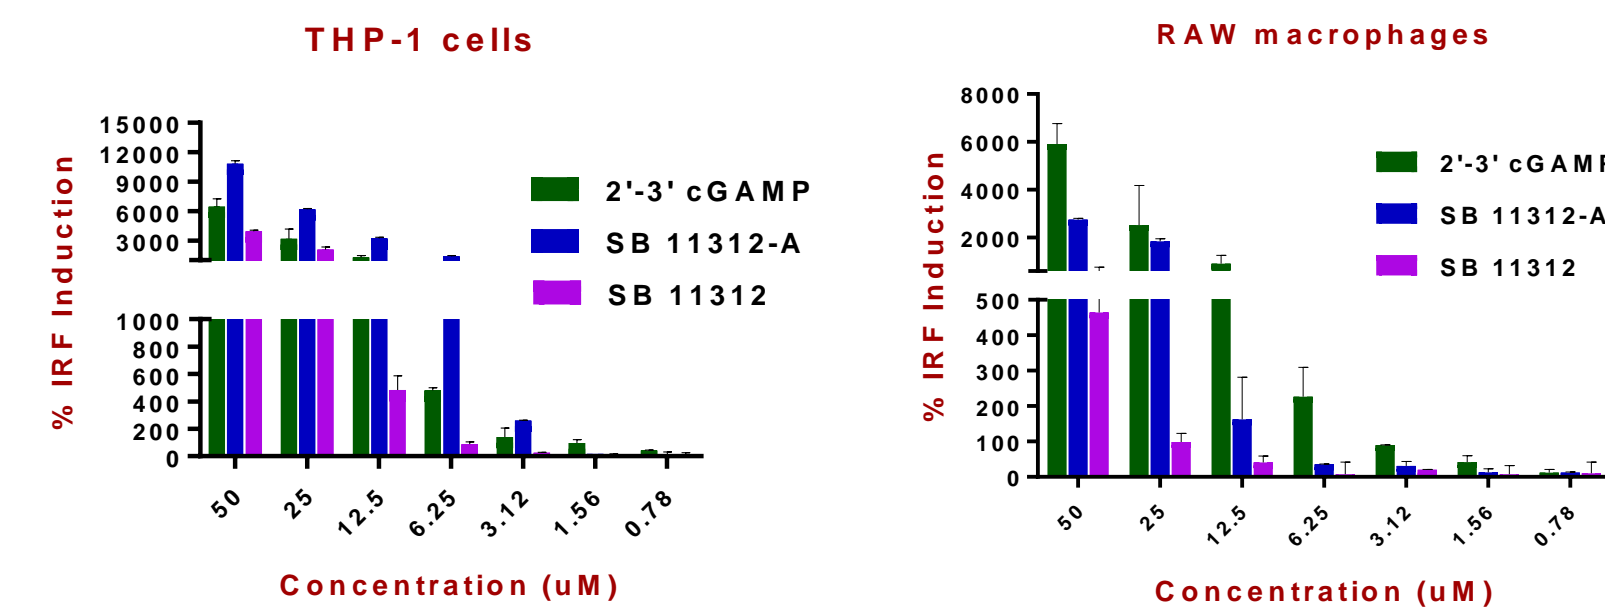 THP-1 cells
% IRF Induction
15000
12000
9000
6000
3000
1000
800
600
400
200
0
2'-3' cGAMP
SB 11312-A
SB 11312
50
25
12.5
6.25
3.12
1.56
0.78
Concentration (uM)
RAW macrophages
% IRF Induction
8000
6000
4000
2000
500
400
300
200
100
0
2'-3' cGAMP
SB 11312-A
SB 11312
50
25
12.5
6.25
3.12
1.56
0.78
Concentration (uM)